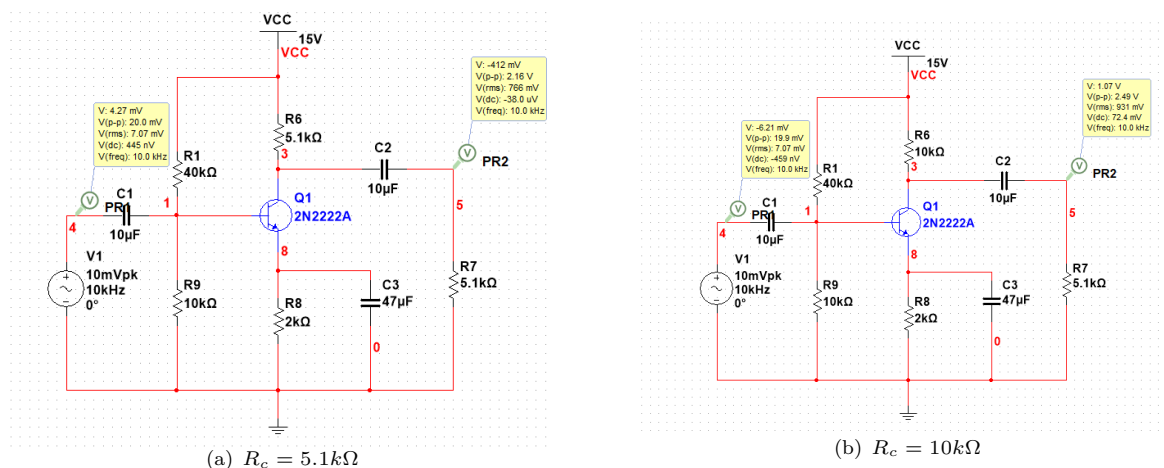 VCC
15V
VCC
V: 4.27 mV
V(p-p): 20.0 mV
V(rms): 7.07 mV
V(dc): 445 nV
V(freq): 10.0 kHz
V: -412 mV
V(p-p): 2.16 V
V(rms): 766 mV
V(dc): -38.0 uV
V(freq): 10.0 kHz
V
V
R6
5.1kΩ
3
R1
40kΩ
C2
10µF
PR2
5
C1
PR1
10µF
1
4
Q1
2N2222A
8
V1
10mVpk
10kHz
0°
R9
10kΩ
R8
2kΩ
C3
47µF
0
R7
5.1kΩ
(a) Rc = 5.1kΩ
VCC
15V
VCC
V: -6.21 mV
V(p-p): 19.9 mV
V(rms): 7.07 mV
V(dc): -459 nV
V(freq): 10.0 kHz
V: 1.07 V
V(p-p): 2.49 V
V(rms): 931 mV
V(dc): 72.4 mV
V(freq): 10.0 kHz
V
V
R6
10kΩ
3
R1
40kΩ
C2
10µF
PR2
5
C1
PR1
10µF
1
4
Q1
2N2222A
8
V1
10mVpk
10kHz
0°
R9
10kΩ
R8
2kΩ
C3
47µF
0
R7
5.1kΩ
(b) Rc = 10kΩ